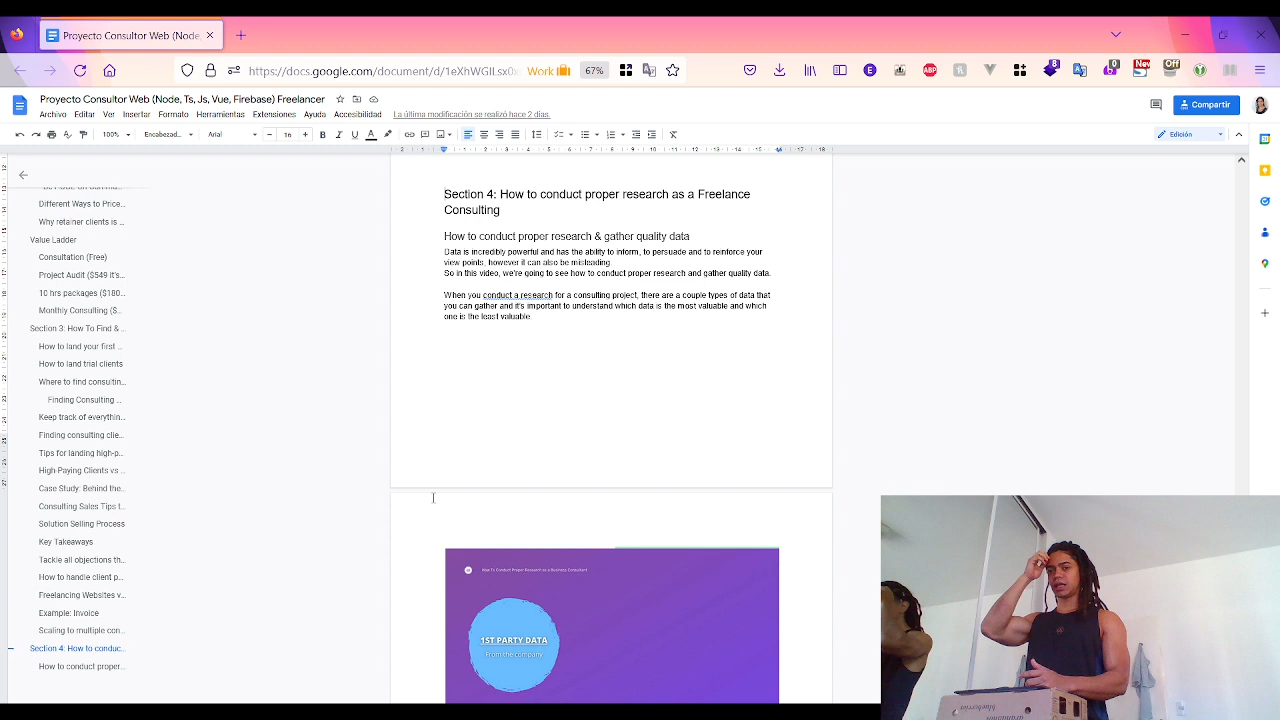 Proyecto Consultor Web (Node,
https://docs.google.com/document/d/1eXhWGILsx0x
Work
67%
New
Off
Proyecto Consultor Web (Node, Ts, Js, Vue, Firebase) Freelancer
Archivo Editar Ver Insertar Formato Herramientas Extensiones Ayuda Accesibilidad
La última modificación se realizó hace 2 días.
Compartir
100% Encabezad... Arial 16
Edición
Different Ways to Price...
Why retainer clients is ...
Value Ladder
Consultation (Free)
Project Audit ($549 it's...
10 hrs packages ($180...
Monthly Consulting ($...
Section 3: How To Find & ...
How to land your first ...
How to land trial clients
Where to find consultin...
Finding Consulting ...
Keep track of everythin...
Finding consulting clie...
Tips for landing high-p...
High-Paying Clients vs ...
Case Study: Behind the...
Consulting Sales Tips t...
Solution Selling Process
Key Takeaways
Tackle all objections th...
How to handle client p...
Freelancing Websites v...
Example: Invoice
Scaling to multiple con...
Section 4: How to conduc...
How to conduct proper...
Section 4: How to conduct proper research as a Freelance
Consulting
How to conduct proper research & gather quality data
Data is incredibly powerful and has the ability to inform, to persuade and to reinforce your
view points, however it can also be misleading.
So in this video, we're going to see how to conduct proper research and gather quality data.
When you conduct a research for a consulting project, there are a couple types of data that
you can gather and it's important to understand which data is the most valuable and which
one is the least valuable.
How To Conduct Proper Research as a Business Consultant
1ST PARTY DATA
From the company